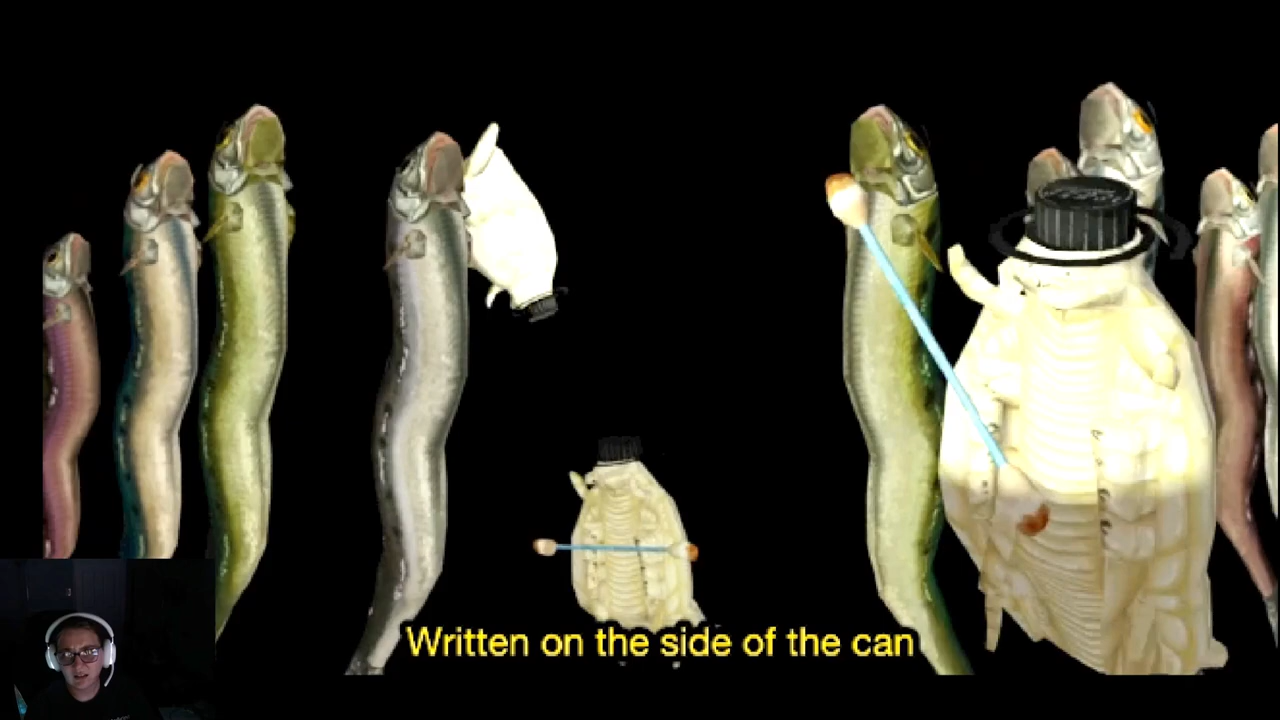 Written on the side of the can